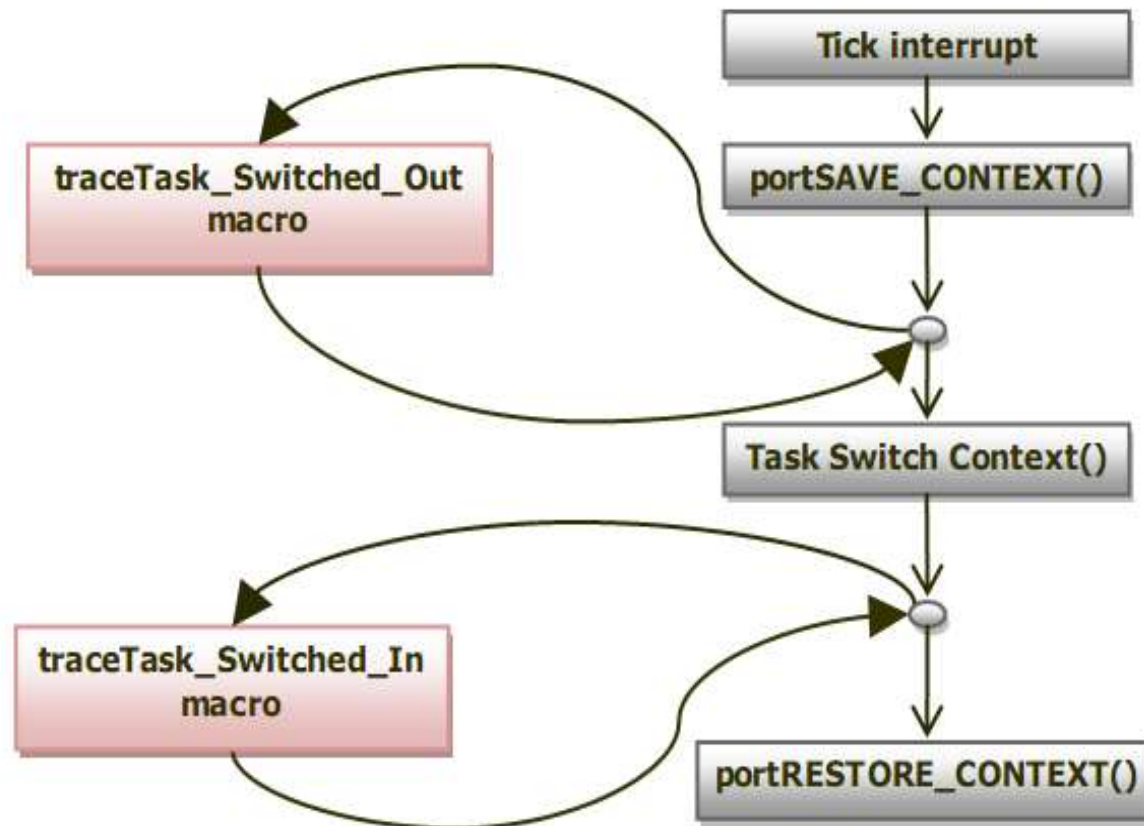 Tick interrupt
traceTask_Switched_Out
macro
portSAVE_CONTEXT()
Task Switch Context()
traceTask_Switched_In
macro
portRESTORE_CONTEXT()